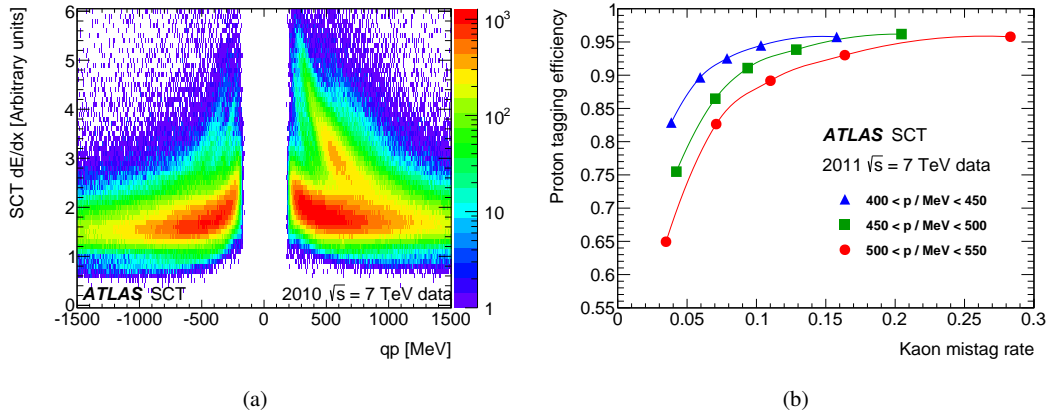 SCT dE/dx [Arbitrary units]
6
5
4
3
2
1
0
ATLAS SCT
2010 √s = 7 TeV data
-1500 -1000 -500 0 500 1000 1500
qp [MeV]
10³
10²
10
1
(a)
Proton tagging efficiency
1
0.95
0.9
0.85
0.8
0.75
0.7
0.65
0.6
0.55
ATLAS SCT
2011 √s = 7 TeV data
400 < p / MeV < 450
450 < p / MeV < 500
500 < p / MeV < 550
0 0.05 0.1 0.15 0.2 0.25 0.3
Kaon mistag rate
(b)